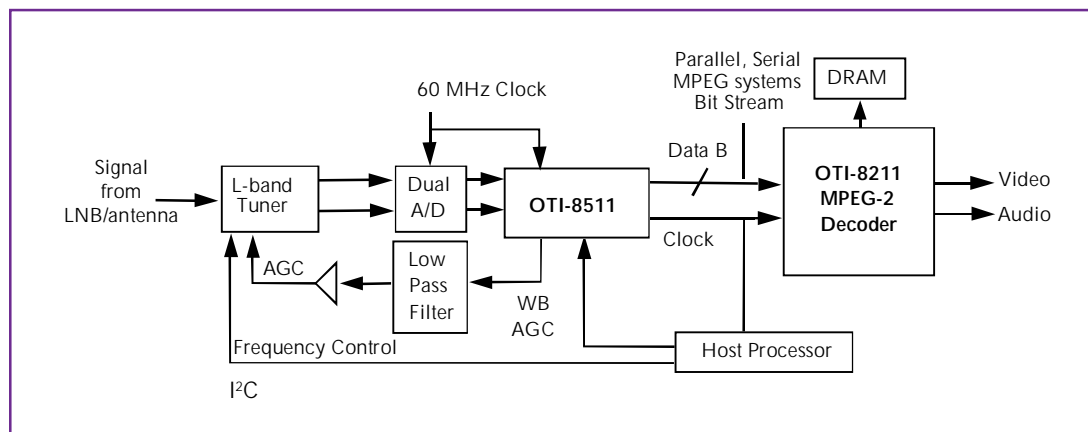 Parallel, Serial
MPEG systems
Bit Stream
DRAM
60 MHz Clock
Signal
from
LNB/antenna
L-band
Tuner
Dual
A/D
OTI-8511
Data B
Clock
OTI-8211
MPEG-2
Decoder
Video
Audio
AGC
Low
Pass
Filter
WB
AGC
Host Processor
Frequency Control
I²C